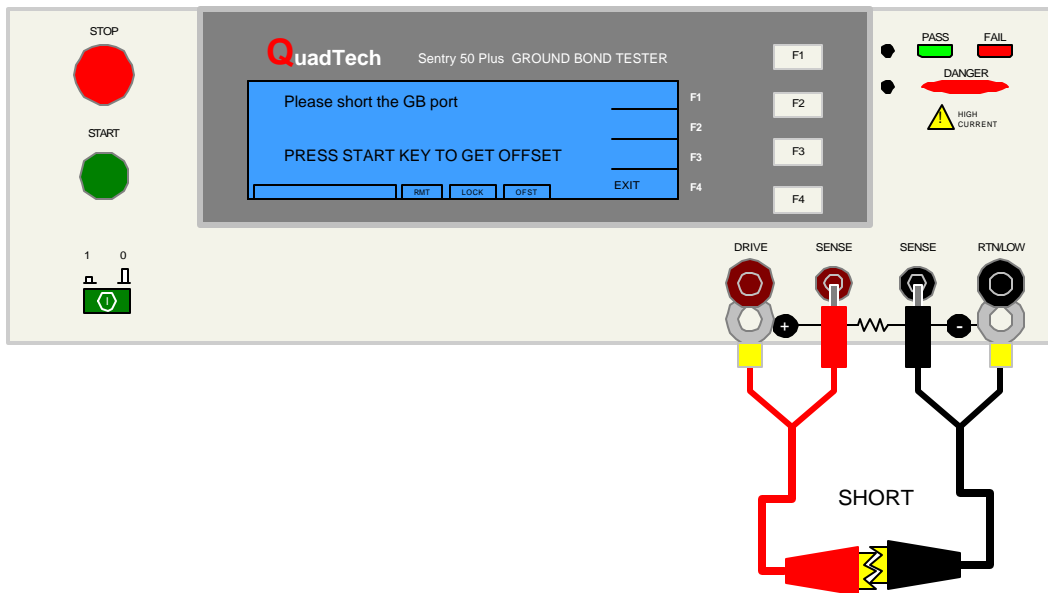 STOP
START
1 0
QuadTech Sentry 50 Plus GROUND BOND TESTER
Please short the GB port
PRESS START KEY TO GET OFFSET
RMT LOCK OFST EXIT
F1
F2
F3
F4
F1
F2
F3
F4
PASS FAIL
DANGER
!
HIGH
CURRENT
DRIVE SENSE SENSE RTN/LOW
+ -
SHORT